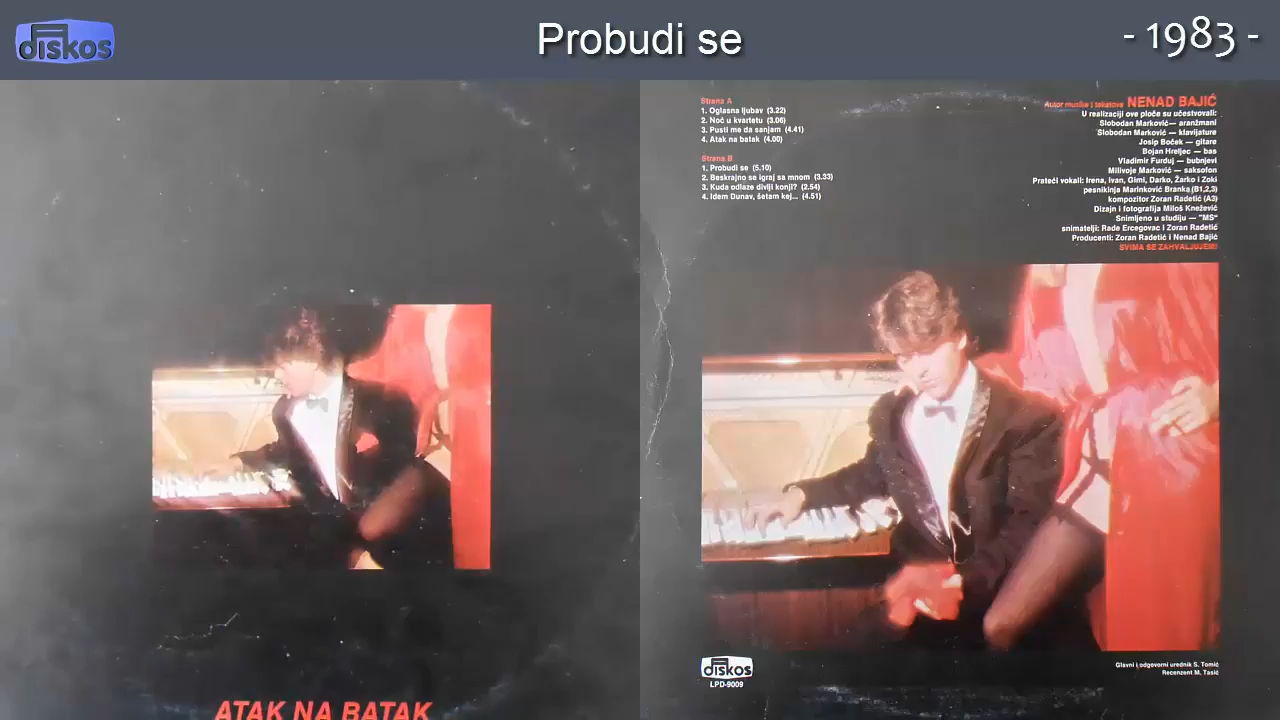 diskos
Probudi se
- 1983 -
Strana A
1. Oglasna ljubav (3.22)
2. Noć u kvartetu (3.06)
3. Pusti me da sanjam (4.41)
4. Atak na batak (4.00)
Strana B
1. Probudi se (5.10)
2. Beskrajno se igraj sa mnom (3.33)
3. Kuda odlaze divlji konji? (2.54)
4. Idem Dunav, šetam kej... (4.51)
Autor muzike i tekstova NENAD BAJIĆ
U realizaciji ove ploče su učestvovali:
Slobodan Marković — aranžmani
Slobodan Marković — klavijature
Josip Boček — gitare
Bojan Hreljec — bas
Vladimir Furduj — bubnjevi
Milivoje Marković — saksofon
Prateći vokali: Irena, Ivan, Gimi, Darko, Žarko i Zoki
pesnikinja Marinković Branka (B1,2,3)
kompozitor Zoran Radetić (A3)
Dizajn i fotografija Miloš Knežević
Snimljeno u studiju — "MS"
snimatelji: Rade Ercegovac i Zoran Radetić
Producenti: Zoran Radetić i Nenad Bajić
SVIMA SE ZAHVALJUJEM!
ATAK NA BATAK
diskos
LPD-9009
Glavni i odgovorni urednik S. Tomić
Recenzent M. Tasić